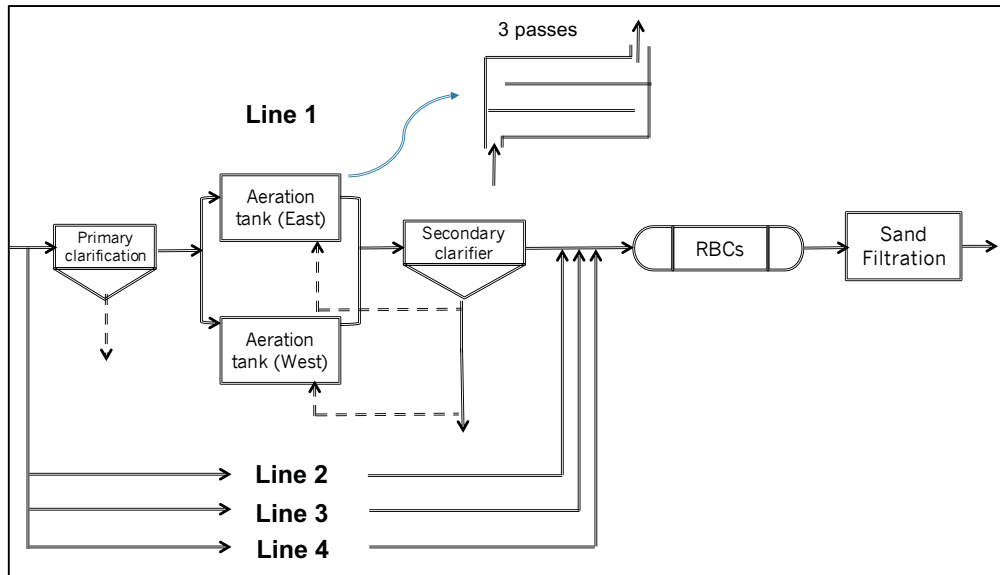 3 passes
Line 1
Aeration
tank (East)
Primary
clarification
Secondary
clarifier
RBCs
Sand
Filtration
Aeration
tank (West)
Line 2
Line 3
Line 4